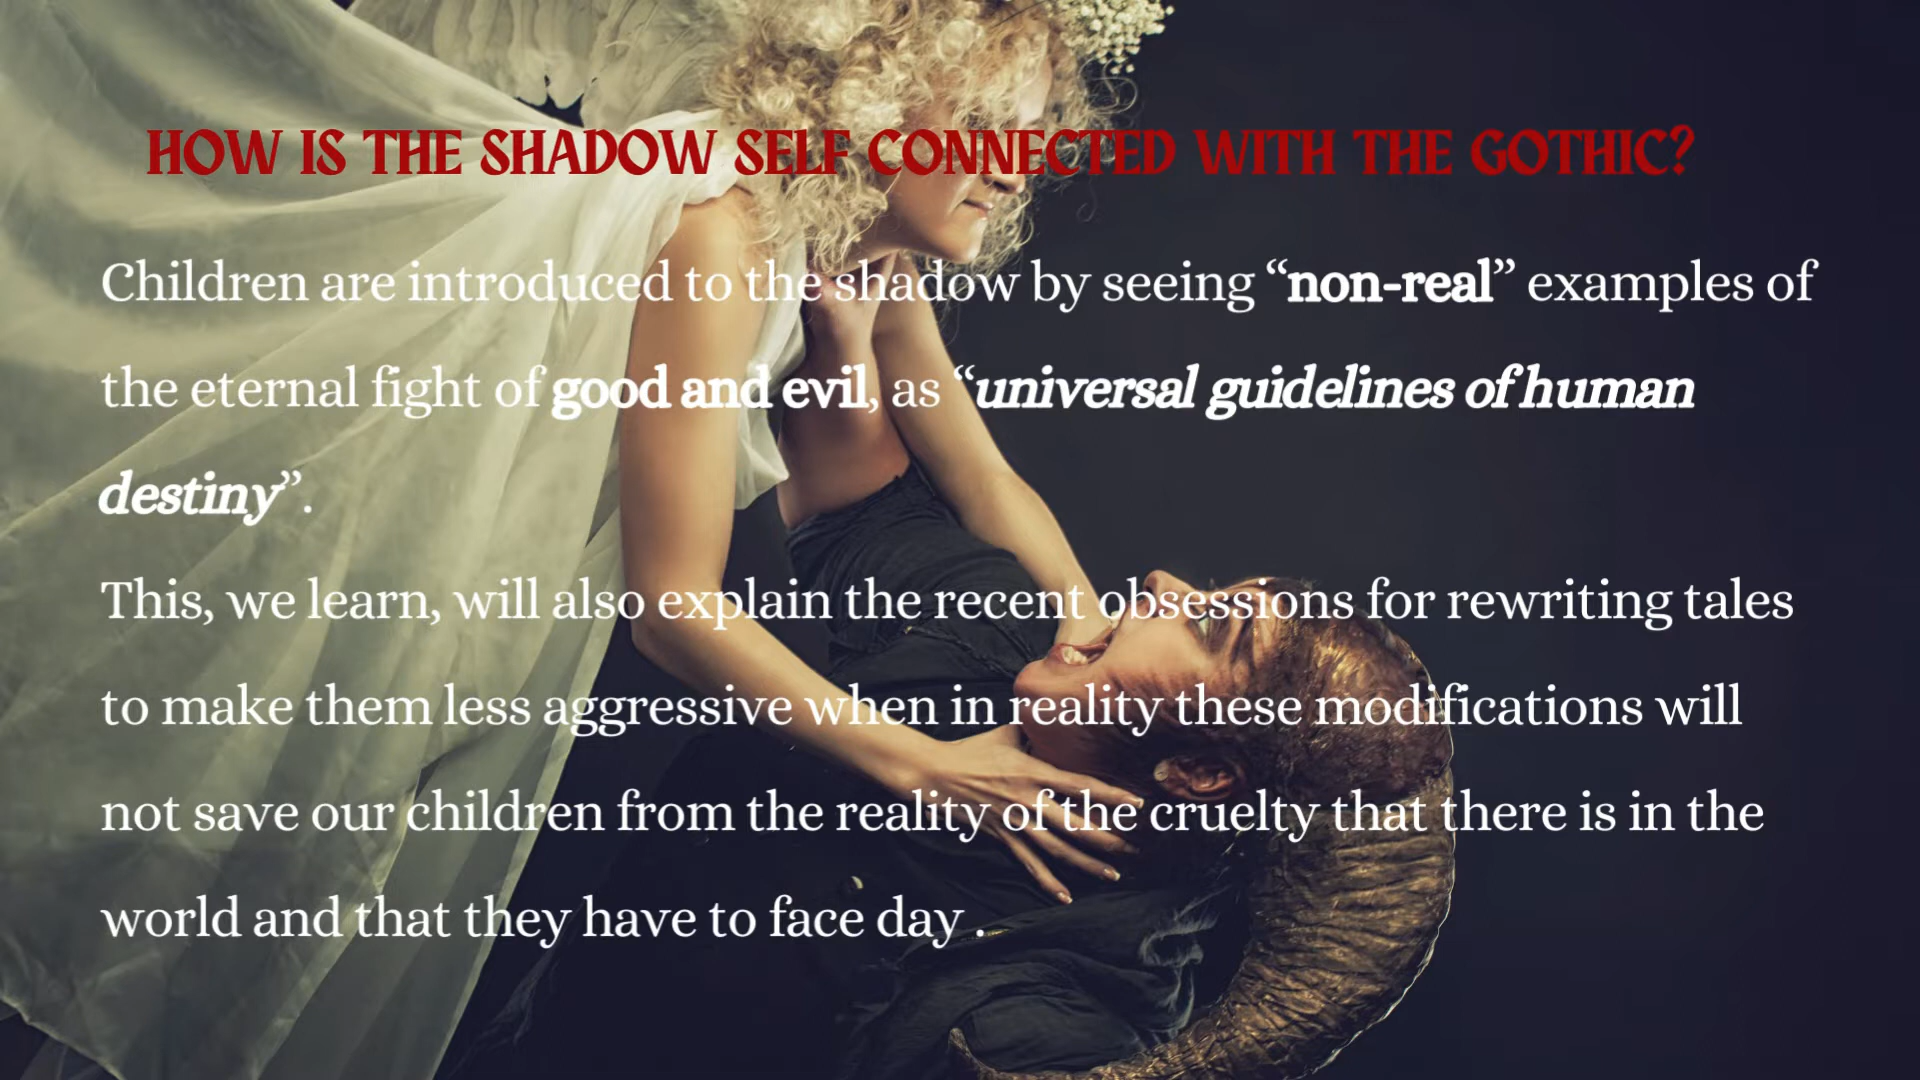 HOW IS THE SHADOW SELF CONNECTED WITH THE GOTHIC?
Children are introduced to the shadow by seeing “non-real” examples of
the eternal fight of good and evil, as “universal guidelines of human
destiny”.
This, we learn, will also explain the recent obsessions for rewriting tales
to make them less aggressive when in reality these modifications will
not save our children from the reality of the cruelty that there is in the
world and that they have to face day .